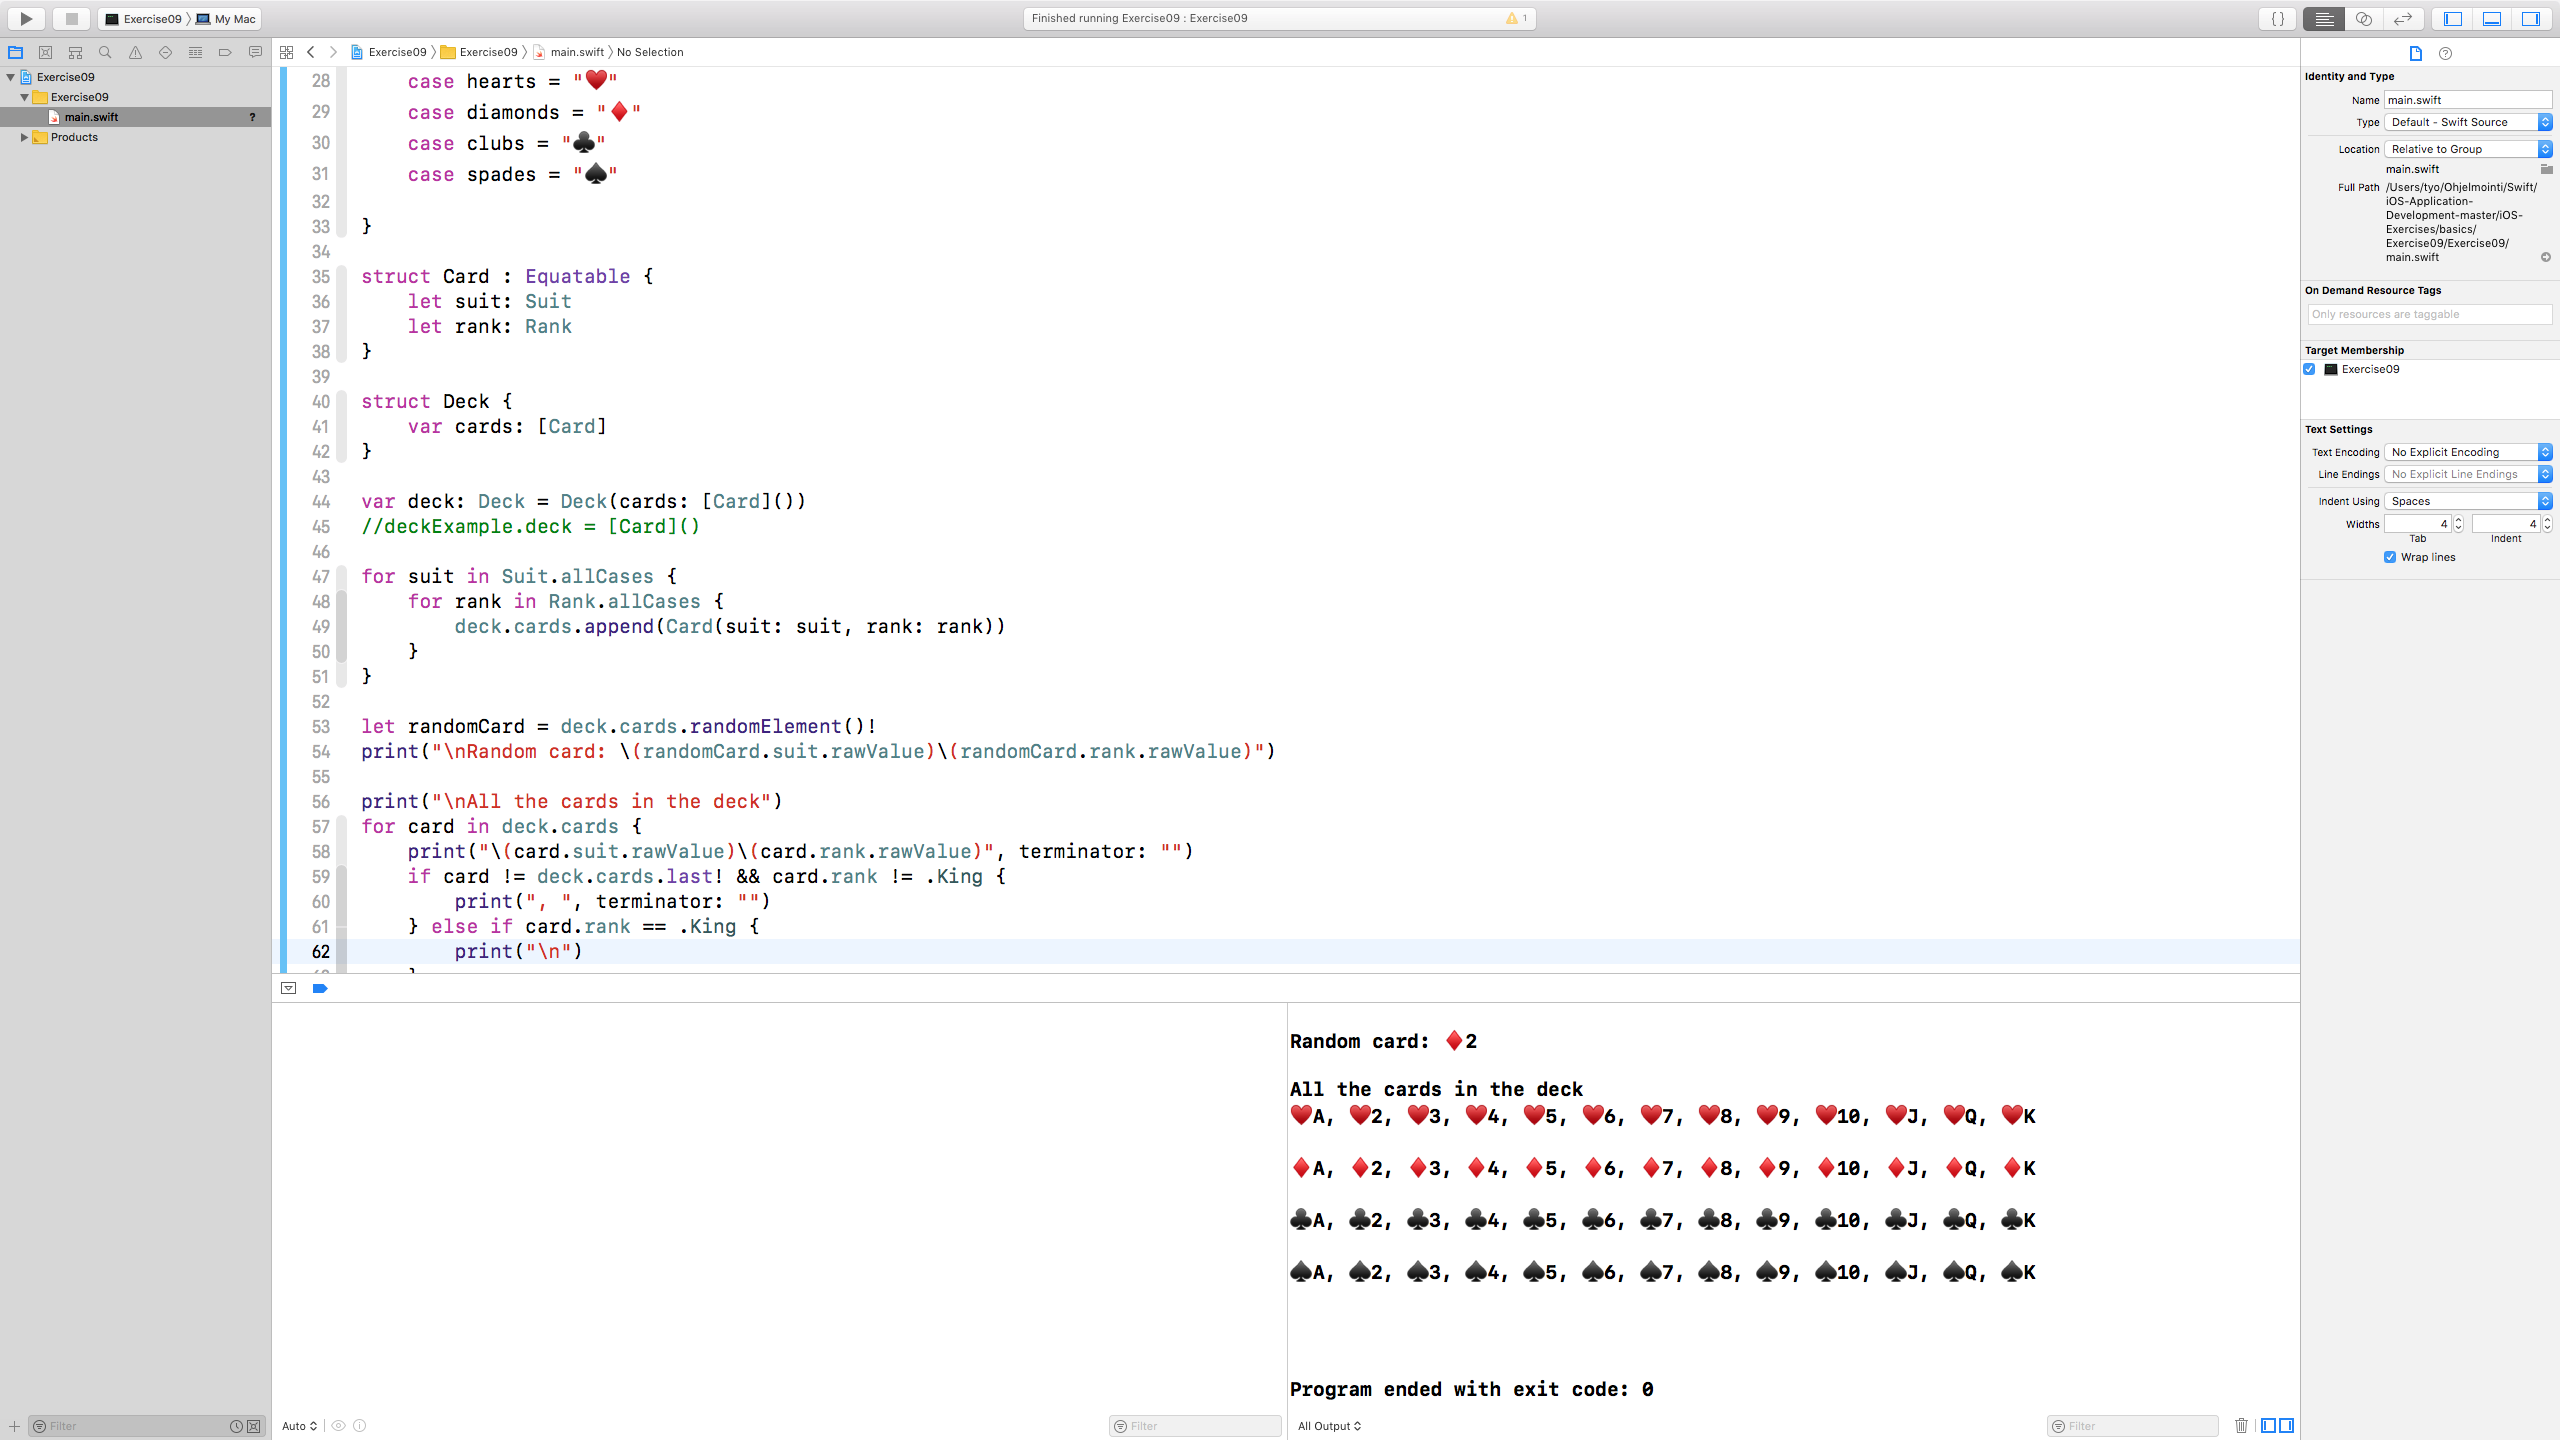 Exercise09 〉 My Mac
Finished running Exercise09 : Exercise09
1
{ }
Exercise09
Exercise09
main.swift
?
Products
Exercise09 〉 Exercise09 〉 main.swift 〉 No Selection
28     case hearts = "♥️"
29     case diamonds = "♦️"
30     case clubs = "♣️"
31     case spades = "♠️"
32
33 }
34
35 struct Card : Equatable {
36     let suit: Suit
37     let rank: Rank
38 }
39
40 struct Deck {
41     var cards: [Card]
42 }
43
44 var deck: Deck = Deck(cards: [Card]())
45 //deckExample.deck = [Card]()
46
47 for suit in Suit.allCases {
48     for rank in Rank.allCases {
49         deck.cards.append(Card(suit: suit, rank: rank))
50     }
51 }
52
53 let randomCard = deck.cards.randomElement()!
54 print("\nRandom card: \(randomCard.suit.rawValue)\(randomCard.rank.rawValue)")
55
56 print("\nAll the cards in the deck")
57 for card in deck.cards {
58     print("\(card.suit.rawValue)\(card.rank.rawValue)", terminator: "")
59     if card != deck.cards.last! && card.rank != .King {
60         print(", ", terminator: "")
61     } else if card.rank == .King {
62         print("\n")
Random card: ♦️2
All the cards in the deck
♥️A, ♥️2, ♥️3, ♥️4, ♥️5, ♥️6, ♥️7, ♥️8, ♥️9, ♥️10, ♥️J, ♥️Q, ♥️K
♦️A, ♦️2, ♦️3, ♦️4, ♦️5, ♦️6, ♦️7, ♦️8, ♦️9, ♦️10, ♦️J, ♦️Q, ♦️K
♣️A, ♣️2, ♣️3, ♣️4, ♣️5, ♣️6, ♣️7, ♣️8, ♣️9, ♣️10, ♣️J, ♣️Q, ♣️K
♠️A, ♠️2, ♠️3, ♠️4, ♠️5, ♠️6, ♠️7, ♠️8, ♠️9, ♠️10, ♠️J, ♠️Q, ♠️K
Program ended with exit code: 0
Filter
Auto
Filter
All Output
Filter
Identity and Type
Name main.swift
Type Default - Swift Source
Location Relative to Group
main.swift
Full Path /Users/tyo/Ohjelmointi/Swift/
iOS-Application-
Development-master/iOS-
Exercises/basics/
Exercise09/Exercise09/
main.swift
On Demand Resource Tags
Only resources are taggable
Target Membership
Exercise09
Text Settings
Text Encoding No Explicit Encoding
Line Endings No Explicit Line Endings
Indent Using Spaces
Widths 4 4
Tab Indent
Wrap lines